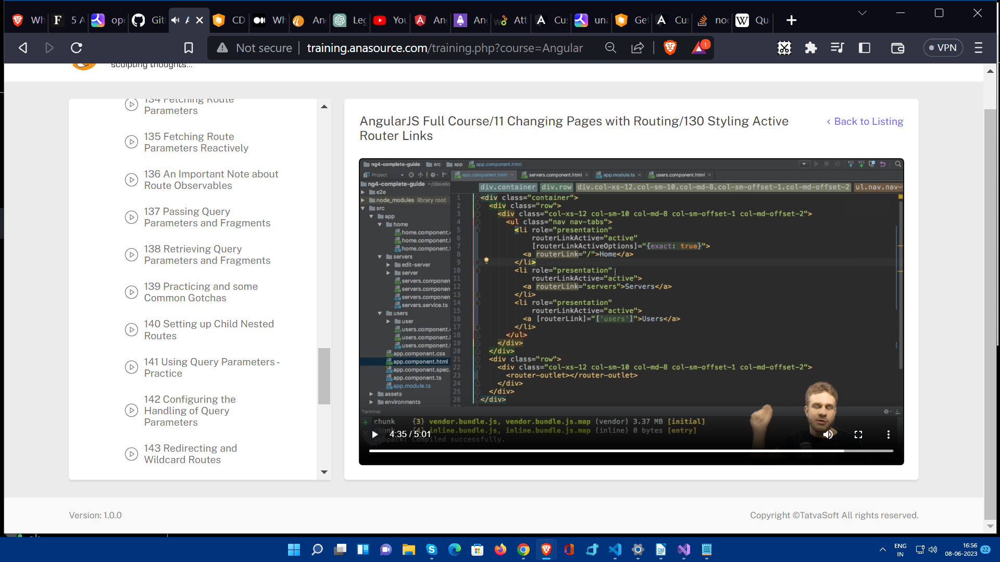 Wh
F
5 A
ope
Git
A
CD
Wh
An
Leg
You
An
An
Att
Cu
una
Get
Cu
noc
W Qu
Not secure
training.anasource.com/training.php?course=Angular
1
VPN
sculpting thoughts...
134 Fetching Route
Parameters
135 Fetching Route
Parameters Reactively
136 An Important Note about
Route Observables
137 Passing Query
Parameters and Fragments
138 Retrieving Query
Parameters and Fragments
139 Practicing and some
Common Gotchas
140 Setting up Child Nested
Routes
141 Using Query Parameters -
Practice
142 Configuring the
Handling of Query
Parameters
143 Redirecting and
Wildcard Routes
AngularJS Full Course/11 Changing Pages with Routing/130 Styling Active
Router Links
< Back to Listing
ng4-complete-guide src app app.component.html
Project
app.component.html servers.component.html app.module.ts users.component.html
ng4-complete-guide ~/develo
e2e
node_modules library root
src
app
home
home.component.
home.component.
home.component.
servers
edit-server
server
servers.componen
servers.componen
servers.componen
servers.service.ts
users
user
users.component.
users.component.
users.component.
app.component.css
app.component.html
app.component.spec.
app.component.ts
app.module.ts
assets
environments
div.container div.row div.col-xs-12.col-sm-10.col-md-8.col-sm-offset-1.col-md-offset-2 ul.nav.nav-
1 <div class="container">
2 <div class="row">
3 <div class="col-xs-12 col-sm-10 col-md-8 col-sm-offset-1 col-md-offset-2">
4 <ul class="nav nav-tabs">
5 <li role="presentation"
6 routerLinkActive="active"
7 [routerLinkActiveOptions]="{exact: true}">
8 <a routerLink="/">Home</a>
9 </li>
10 <li role="presentation"
11 routerLinkActive="active">
12 <a routerLink="servers">Servers</a>
13 </li>
14 <li role="presentation"
15 routerLinkActive="active">
16 <a [routerLink]="['users']">Users</a>
17 </li>
18 </ul>
19 </div>
20 </div>
21 <div class="row">
22 <div class="col-xs-12 col-sm-10 col-md-8 col-sm-offset-1 col-md-offset-2">
23 <router-outlet></router-outlet>
24 </div>
25 </div>
26 </div>
Terminal
chunk {3} vendor.bundle.js, vendor.bundle.js.map (vendor) 3.37 MB [initial]
chunk {4} inline.bundle.js, inline.bundle.js.map (inline) 0 bytes [entry]
webpack: Compiled successfully.
4:35 / 5:01
Version: 1.0.0
Copyright ©TatvaSoft All rights reserved.
ENG
IN
16:56
08-06-2023
22